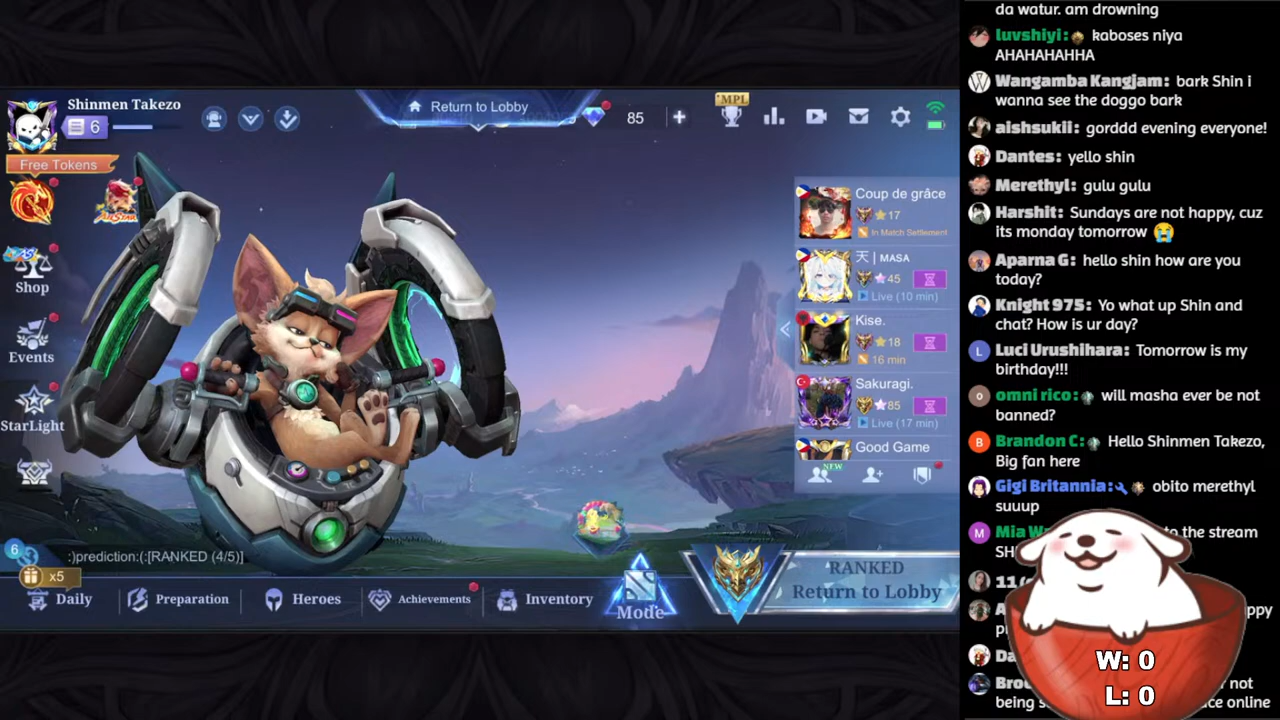 Shinmen Takezo
6
Free Tokens
ALLSTAR
Shop
Events
StarLight
Return to Lobby
85
MPL
Coup de grâce
17
In Match Settlement
天 | MASA
45
Live (10 min)
Kise.
18
16 min
Sakuragi.
85
Live (17 min)
Good Game
NEW
6
:)prediction:(:[RANKED (4/5)]
x5
Daily
Preparation
Heroes
Achievements
Inventory
Mode
RANKED
Return to Lobby
da watur. am drowning
luvshiyi: kaboses niya
AHAHAHAHHA
Wangamba Kangjam: bark Shin i
wanna see the doggo bark
aishsukii: gorddd evening everyone!
Dantes: yello shin
Merethyl: gulu gulu
Harshit: Sundays are not happy, cuz
its monday tomorrow 😭
Aparna G: hello shin how are you
today?
Knight 975: Yo what up Shin and
chat? How is ur day?
Luci Urushihara: Tomorrow is my
birthday!!!
omni rico: will masha ever be not
banned?
Brandon C: Hello Shinmen Takezo,
Big fan here
Gigi Britannia: obito merethyl
suuup
Mia to the stream
SH
11
ppy
Da
not
being ce online
W: 0
L: 0